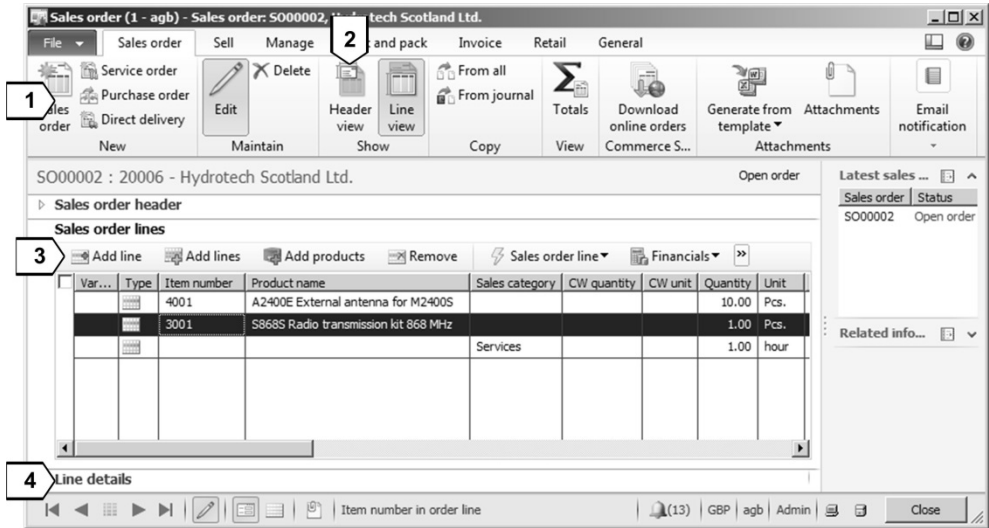 Sales order (1 - agb) - Sales order: SO00002, Hydrotech Scotland Ltd.
File Sales order Sell Manage and pack Invoice Retail General
2
Service order
Purchase order
Direct delivery
order
New
1
Edit
Delete
Maintain
Header view
Line view
Show
From all
From journal
Copy
Totals
View
Download online orders
Commerce S...
Generate from template
Attachments
Attachments
Email notification
SO00002 : 20006 - Hydrotech Scotland Ltd. Open order
Sales order header
Sales order lines
3
Add line Add lines Add products Remove Sales order line Financials »
Var... Type Item number Product name Sales category CW quantity CW unit Quantity Unit
4001 A2400E External antenna for M2400S 10.00 Pcs.
3001 S868S Radio transmission kit 868 MHz 1.00 Pcs.
Services 1.00 hour
4
Line details
Latest sales ...
Sales order Status
SO00002 Open order
Related info...
Item number in order line (13) GBP agb Admin Close